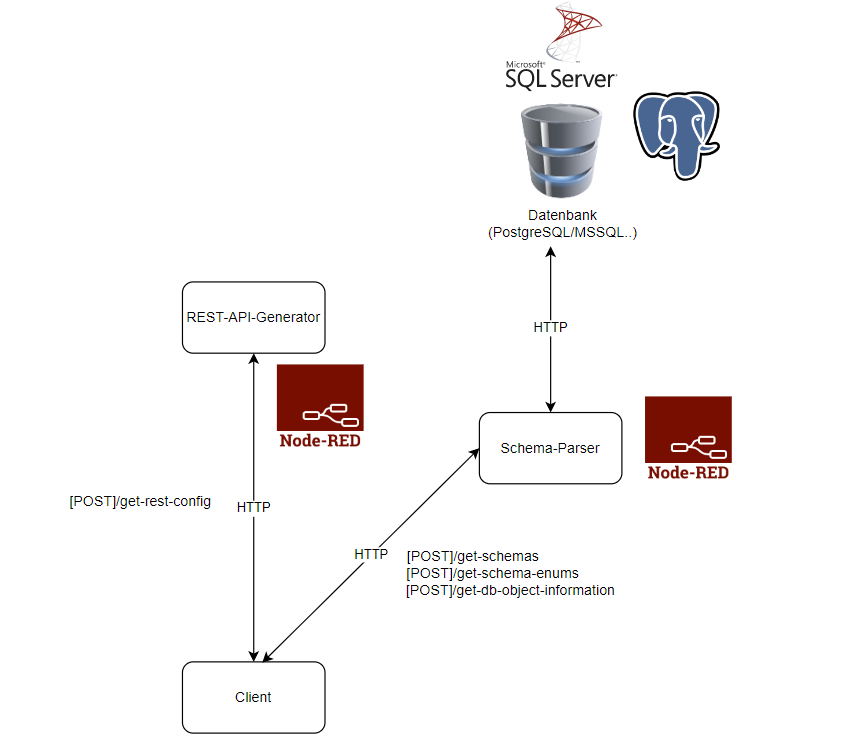 Microsoft®
SQL Server
Datenbank
(PostgreSQL/MSSQL..)
HTTP
REST-API-Generator
Node-RED
Schema-Parser
Node-RED
[POST]/get-rest-config
HTTP
HTTP
[POST]/get-schemas
[POST]/get-schema-enums
[POST]/get-db-object-information
Client